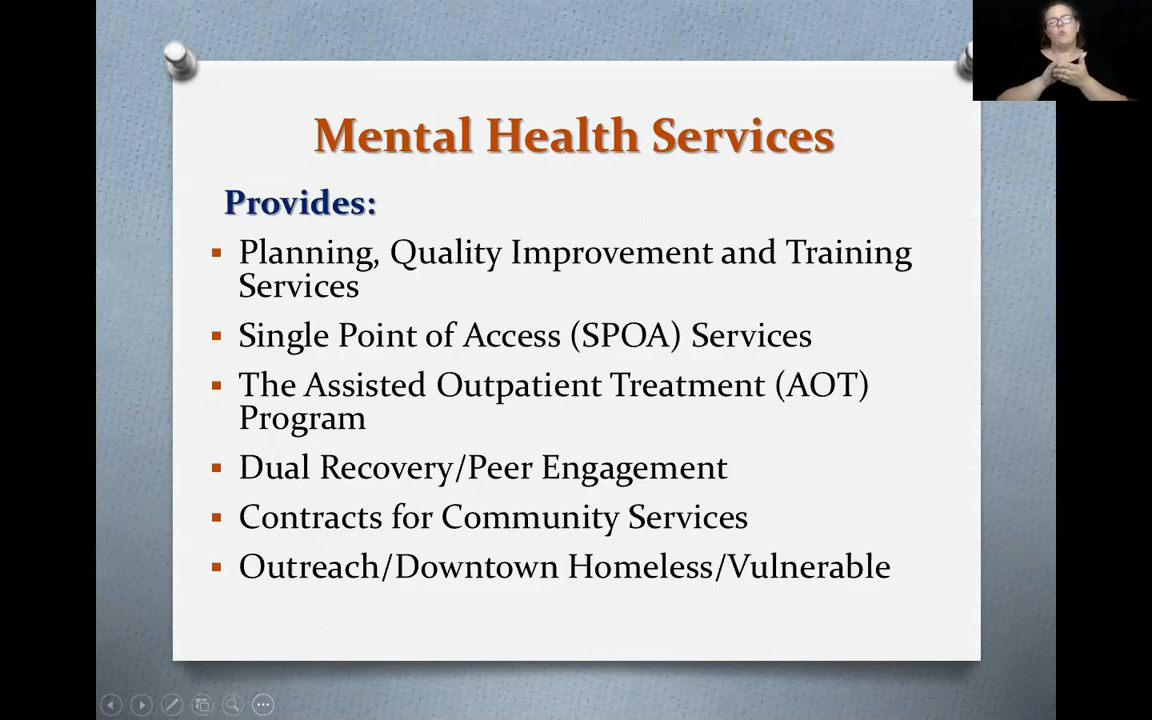 Mental Health Services
Provides:
▪ Planning, Quality Improvement and Training
Services
▪ Single Point of Access (SPOA) Services
▪ The Assisted Outpatient Treatment (AOT)
Program
▪ Dual Recovery/Peer Engagement
▪ Contracts for Community Services
▪ Outreach/Downtown Homeless/Vulnerable